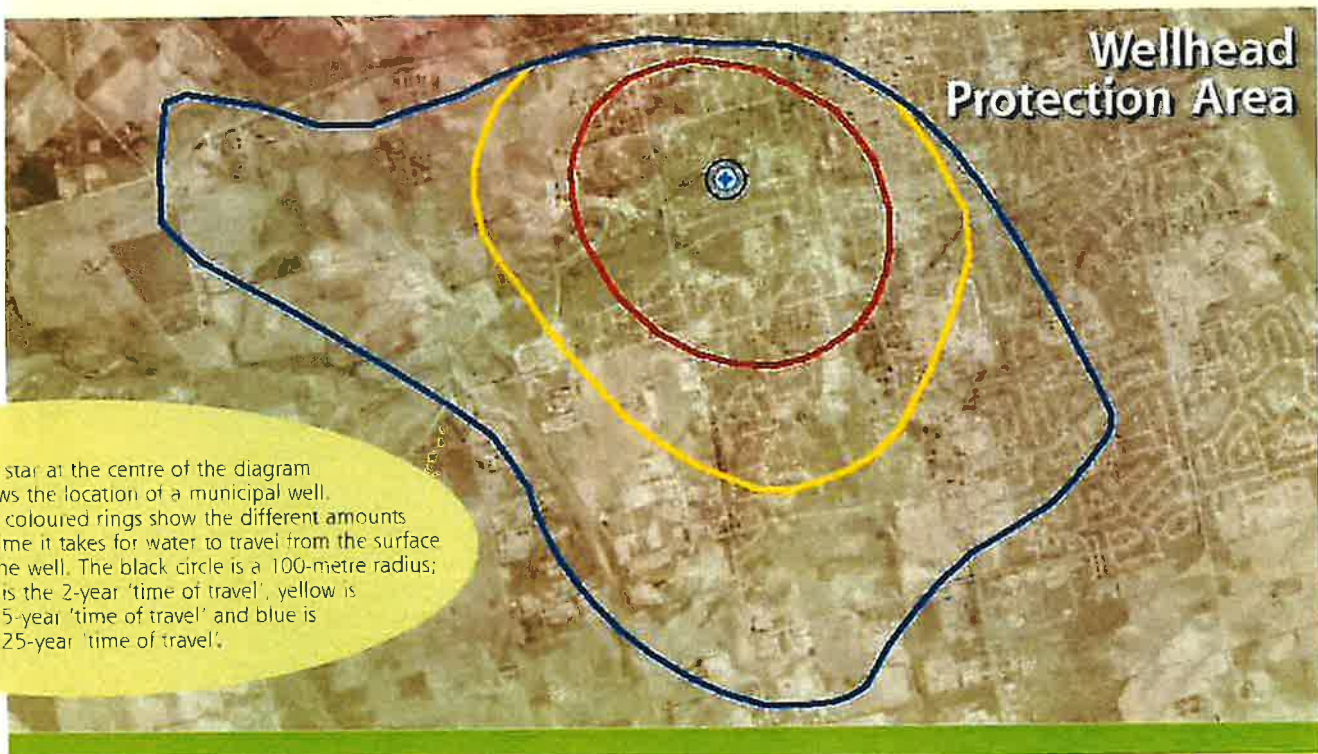 Wellhead
Protection Area
star at the centre of the diagram
ws the location of a municipal well.
coloured rings show the different amounts
me it takes for water to travel from the surface
ne well. The black circle is a 100-metre radius;
is the 2-year 'time of travel', yellow is
5-year 'time of travel' and blue is
25-year 'time of travel'.